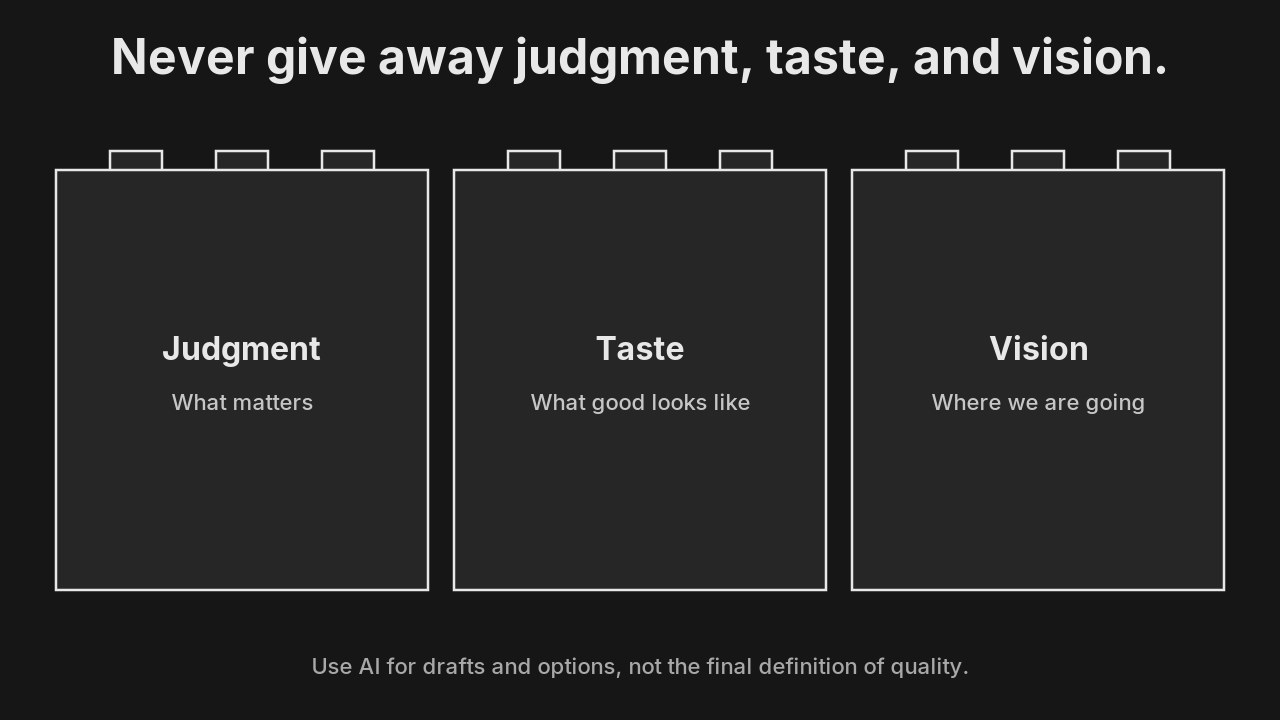 Never give away judgment, taste, and vision.
Judgment
What matters
Taste
What good looks like
Vision
Where we are going
Use AI for drafts and options, not the final definition of quality.